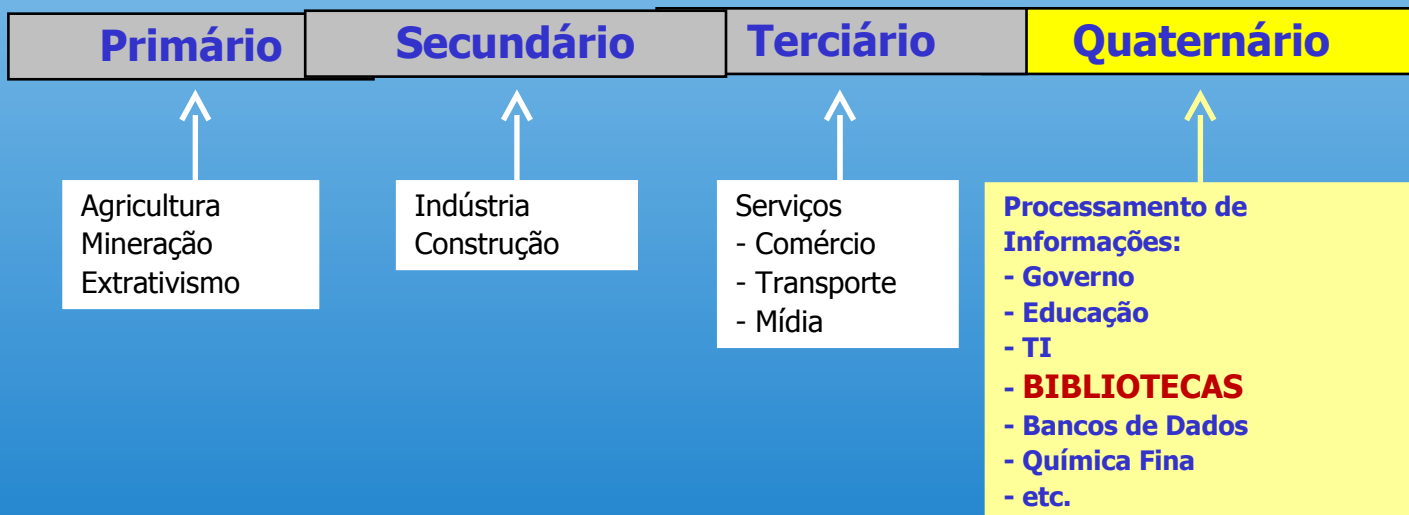 Primário
Secundário
Terciário
Quaternário
Agricultura
Mineração
Extrativismo
Indústria
Construção
Serviços
- Comércio
- Transporte
- Mídia
Processamento de
Informações:
- Governo
- Educação
- TI
- BIBLIOTECAS
- Bancos de Dados
- Química Fina
- etc.